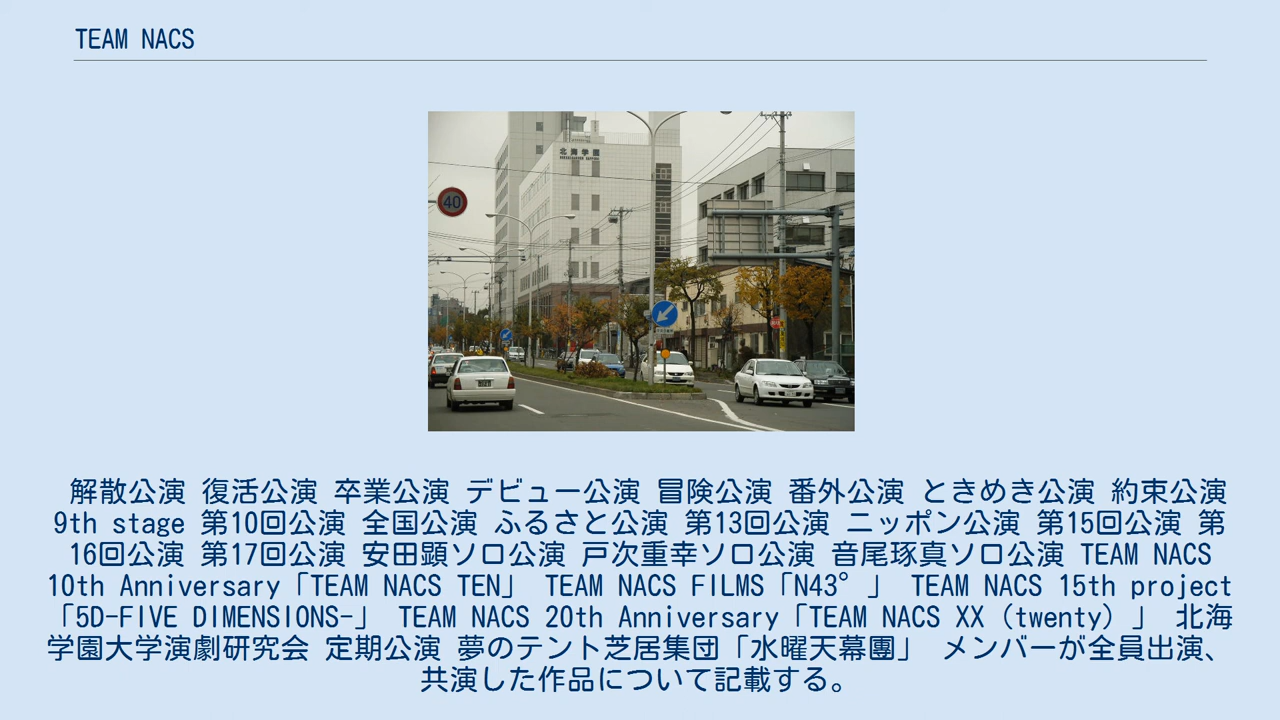 TEAM NACS
北海学園
40
解散公演 復活公演 卒業公演 デビュー公演 冒険公演 番外公演 ときめき公演 約束公演
9th stage 第10回公演 全国公演 ふるさと公演 第13回公演 ニッポン公演 第15回公演 第
16回公演 第17回公演 安田顕ソロ公演 戸次重幸ソロ公演 音尾琢真ソロ公演 TEAM NACS
10th Anniversary「TEAM NACS TEN」 TEAM NACS FILMS「N43°」 TEAM NACS 15th project
「5D-FIVE DIMENSIONS-」 TEAM NACS 20th Anniversary「TEAM NACS XX（twenty）」 北海
学園大学演劇研究会 定期公演 夢のテント芝居集団「水曜天幕團」 メンバーが全員出演、
共演した作品について記載する。